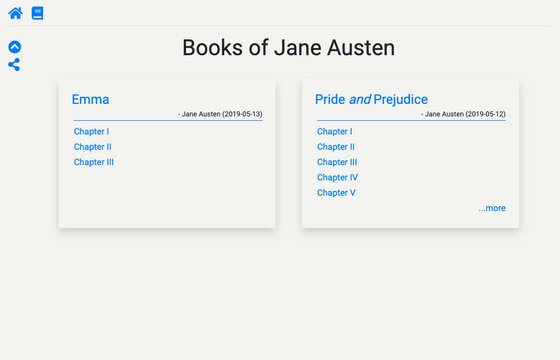 Books of Jane Austen
Emma
- Jane Austen (2019-05-13)
Chapter I
Chapter II
Chapter III
Pride and Prejudice
- Jane Austen (2019-05-12)
Chapter I
Chapter II
Chapter III
Chapter IV
Chapter V
...more